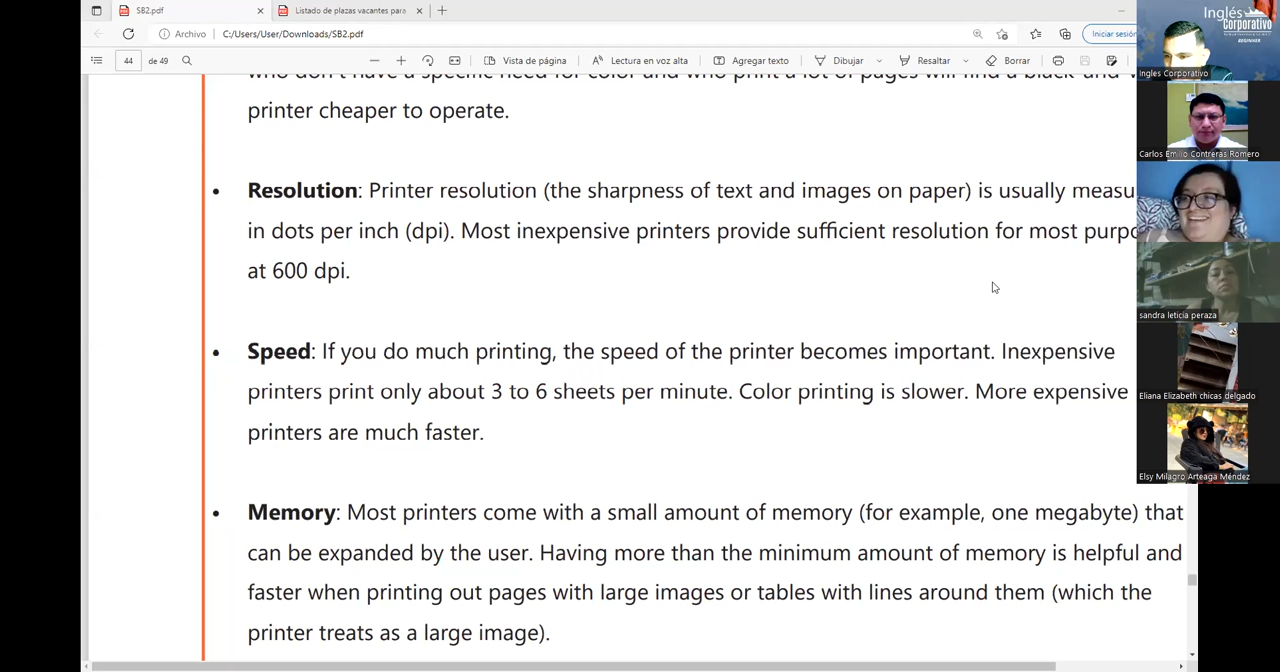 SB2.pdf
Listado de plazas vacantes para
Archivo
C:/Users/User/Downloads/SB2.pdf
Iniciar sesión
44
de 49
Vista de página
Lectura en voz alta
Agregar texto
Dibujar
Resaltar
Borrar
printer cheaper to operate.
• Resolution: Printer resolution (the sharpness of text and images on paper) is usually measu
in dots per inch (dpi). Most inexpensive printers provide sufficient resolution for most purpo
at 600 dpi.
• Speed: If you do much printing, the speed of the printer becomes important. Inexpensive
printers print only about 3 to 6 sheets per minute. Color printing is slower. More expensive
printers are much faster.
• Memory: Most printers come with a small amount of memory (for example, one megabyte) that
can be expanded by the user. Having more than the minimum amount of memory is helpful and
faster when printing out pages with large images or tables with lines around them (which the
printer treats as a large image).
Inglés
Corporativo
BEGINNER
Ingles Corporativo
Carlos Emilio Contreras Romero
sandra leticia peraza
Eliana Elizabeth chicas delgado
Elsy Milagro Arteaga Méndez